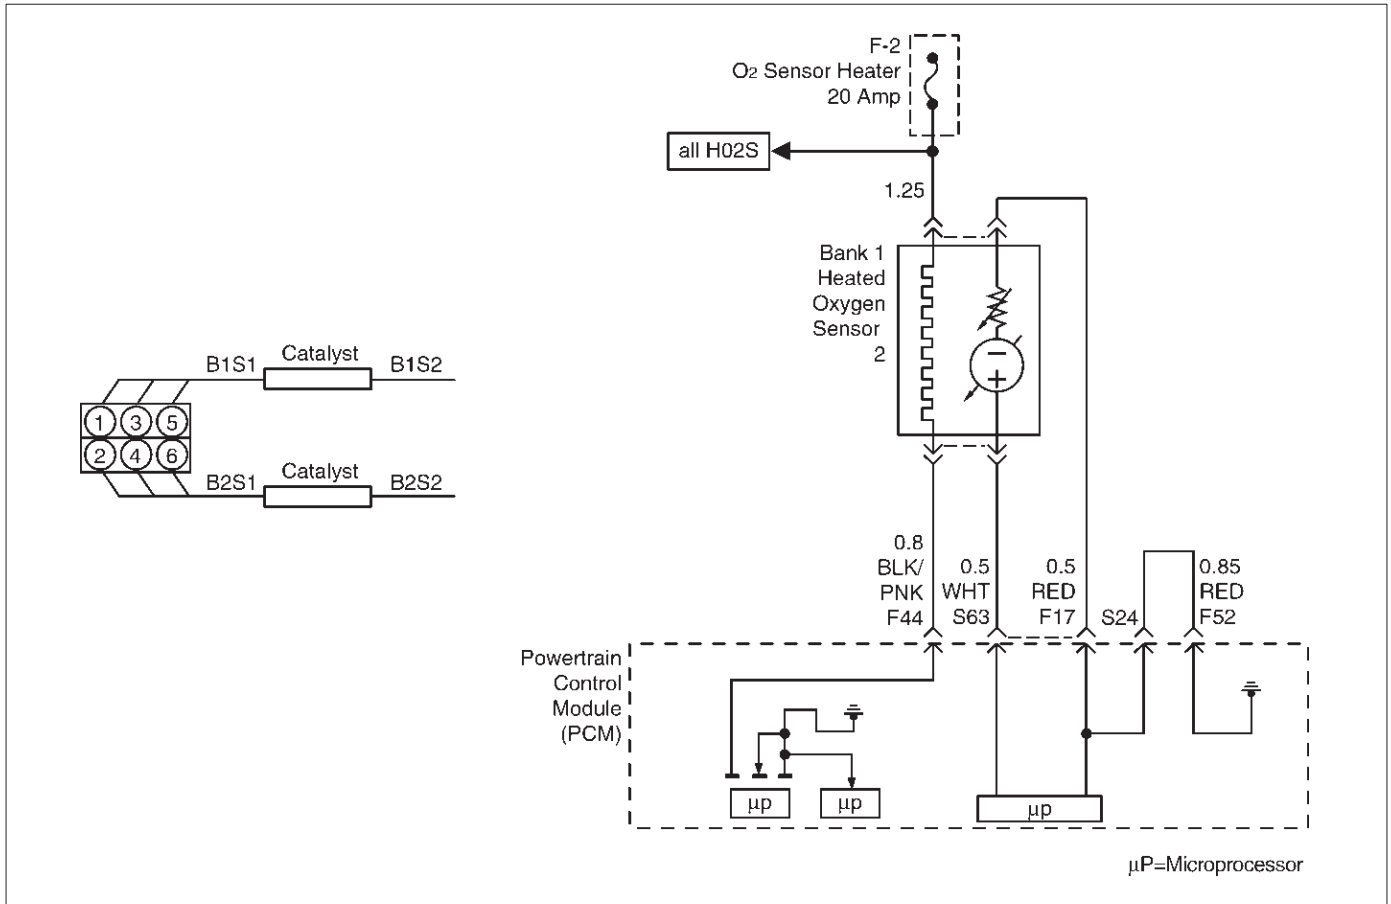 F-2
O2 Sensor Heater
20 Amp
all H02S
1.25
Bank 1
Heated
Oxygen
Sensor
2
B1S1
Catalyst
B1S2
1
3
5
2
4
6
B2S1
Catalyst
B2S2
0.8
BLK/
PNK
F44
0.5
WHT
S63
0.5
RED
F17
S24
0.85
RED
F52
Powertrain
Control
Module
(PCM)
μp
μp
μp
μP=Microprocessor